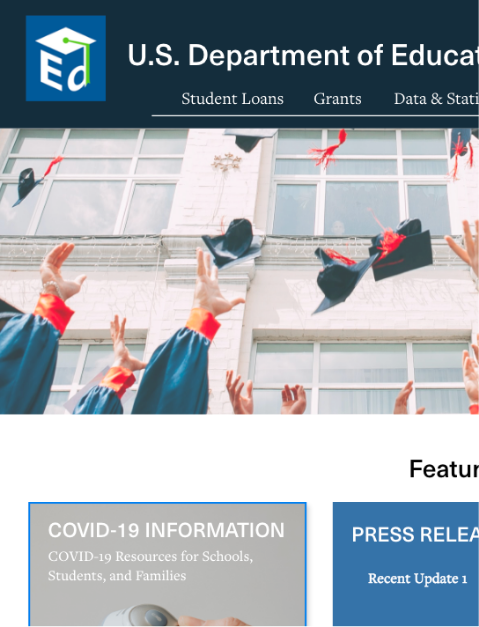 Ed
U.S. Department of Educat
Student Loans Grants Data & Stati
Featur
COVID-19 INFORMATION
COVID-19 Resources for Schools,
Students, and Families
PRESS RELEA
Recent Update 1